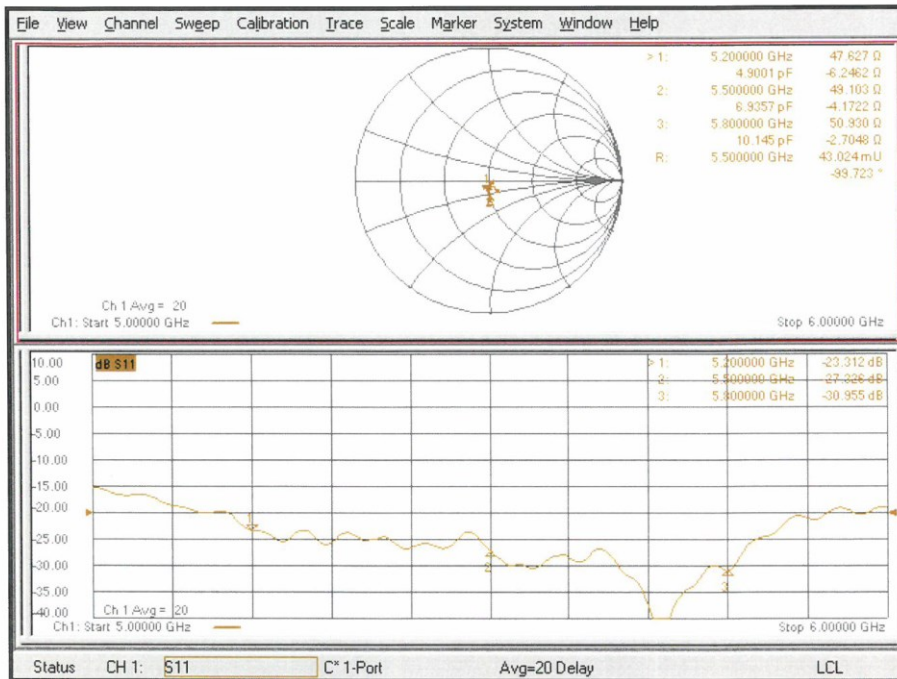 File View Channel Sweep Calibration Trace Scale Marker System Window Help
> 1: 5.200000 GHz 47.627 Ω
4.9001 pF -6.2462 Ω
2: 5.500000 GHz 49.103 Ω
6.9357 pF -4.1722 Ω
3: 5.800000 GHz 50.930 Ω
10.145 pF -2.7048 Ω
R: 5.500000 GHz 43.024 mU
-99.723 °
Ch 1 Avg = 20
Ch1: Start 5.00000 GHz Stop 6.00000 GHz
10.00 dB S11 > 1: 5.200000 GHz -23.312 dB
5.00 2: 5.500000 GHz -27.326 dB
0.00 3: 5.800000 GHz -30.955 dB
-5.00
-10.00
-15.00
-20.00
1
-25.00
2
-30.00
3
-35.00
-40.00 Ch 1 Avg = 20
Ch1: Start 5.00000 GHz Stop 6.00000 GHz
Status CH 1: S11 C* 1-Port Avg=20 Delay LCL